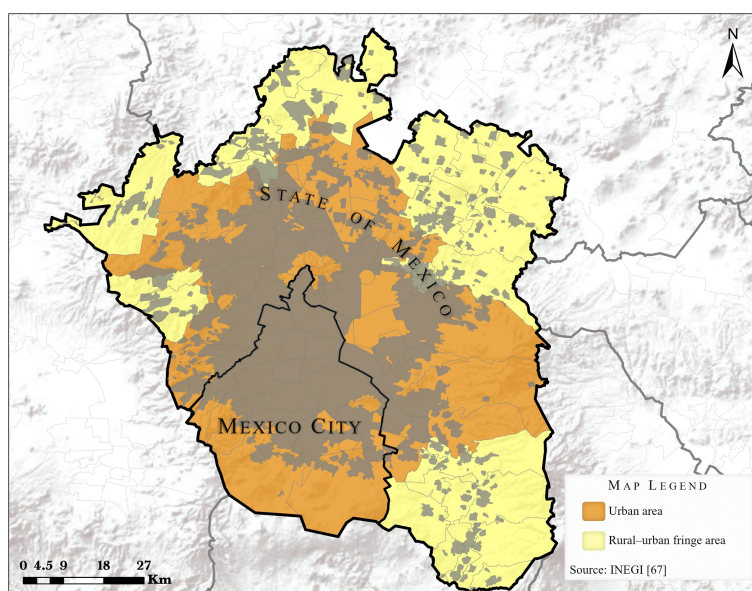 N
STATE OF MEXICO
MEXICO CITY
MAP LEGEND
Urban area
Rural–urban fringe area
Source: INEGI [67]
0 4.5 9 18 27
Km